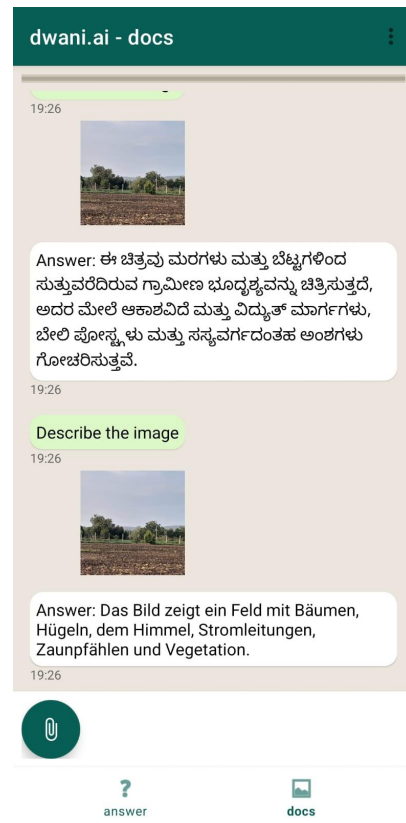 dwani.ai - docs
19:26
Answer: ಈ ಚಿತ್ರವು ಮರಗಳು ಮತ್ತು ಬೆಟ್ಟಗಳಿಂದ
ಸುತ್ತುವರೆದಿರುವ ಗ್ರಾಮೀಣ ಭೂದೃಶ್ಯವನ್ನು ಚಿತ್ರಿಸುತ್ತದೆ,
ಅದರ ಮೇಲೆ ಆಕಾಶವಿದೆ ಮತ್ತು ವಿದ್ಯುತ್ ಮಾರ್ಗಗಳು,
ಬೇಲಿ ಪೋಸ್ಟ್ಗಳು ಮತ್ತು ಸಸ್ಯವರ್ಗದಂತಹ ಅಂಶಗಳು
ಗೋಚರಿಸುತ್ತವೆ.
19:26
Describe the image
19:26
Answer: Das Bild zeigt ein Feld mit Bäumen,
Hügeln, dem Himmel, Stromleitungen,
Zaunpfählen und Vegetation.
19:26
?
answer
docs